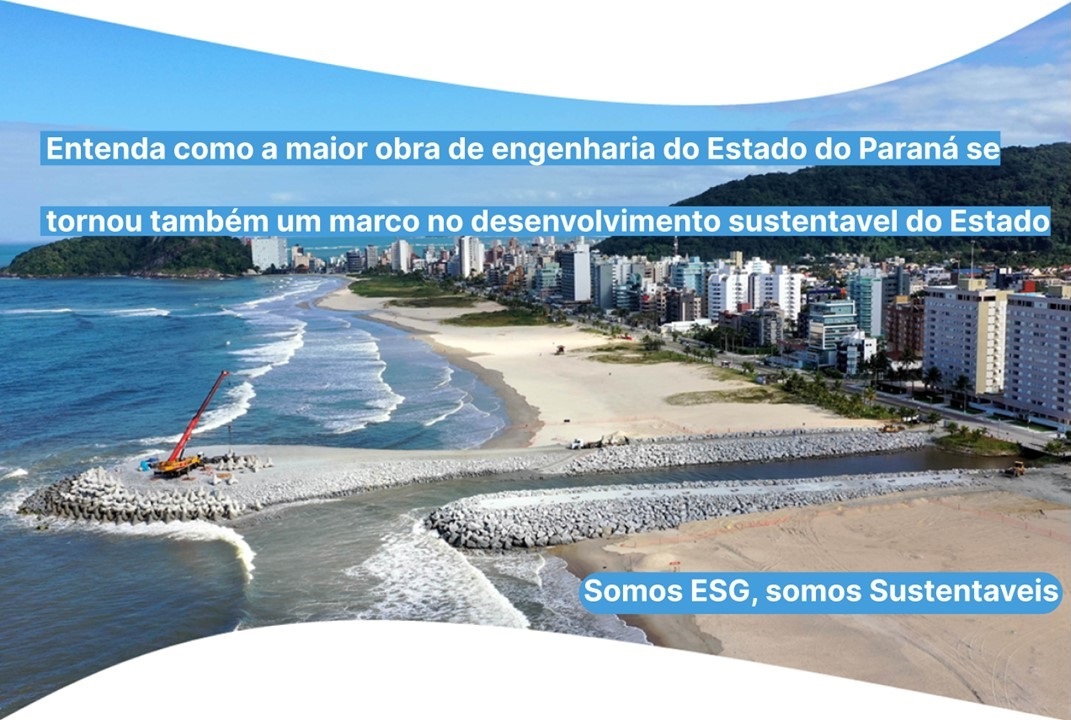 Entenda como a maior obra de engenharia do Estado do Paraná se
tornou também um marco no desenvolvimento sustentavel do Estado
Somos ESG, somos Sustentaveis